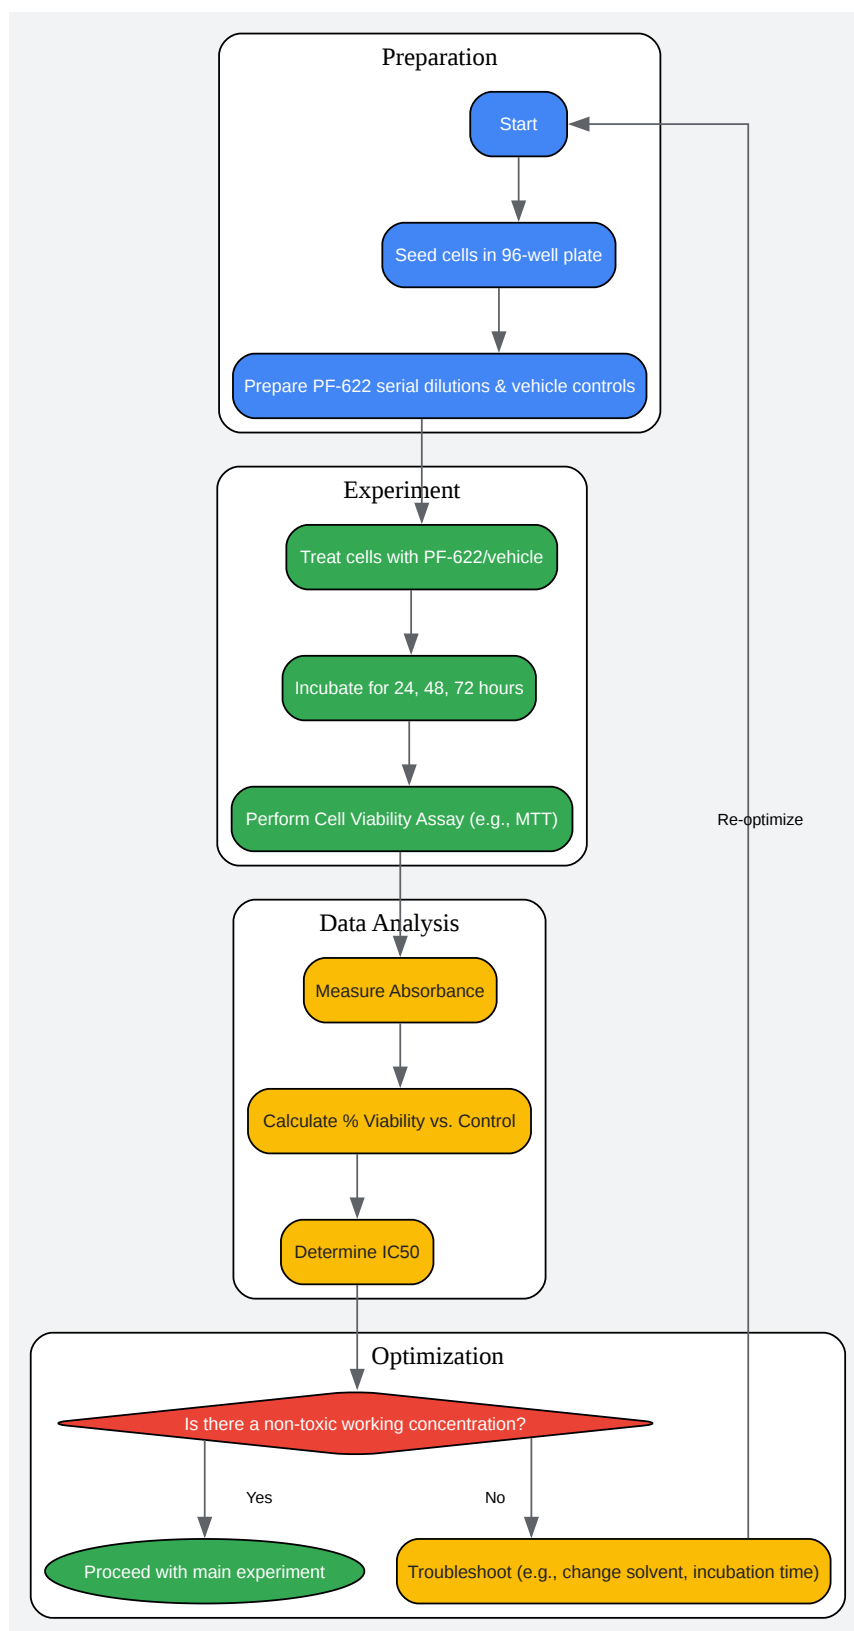 Preparation
Start
Seed cells in 96-well plate
Prepare PF-622 serial dilutions & vehicle controls
Experiment
Treat cells with PF-622/vehicle
Incubate for 24, 48, 72 hours
Perform Cell Viability Assay (e.g., MTT)
Re-optimize
Data Analysis
Measure Absorbance
Calculate % Viability vs. Control
Determine IC50
Optimization
Is there a non-toxic working concentration?
Yes
No
Proceed with main experiment
Troubleshoot (e.g., change solvent, incubation time)